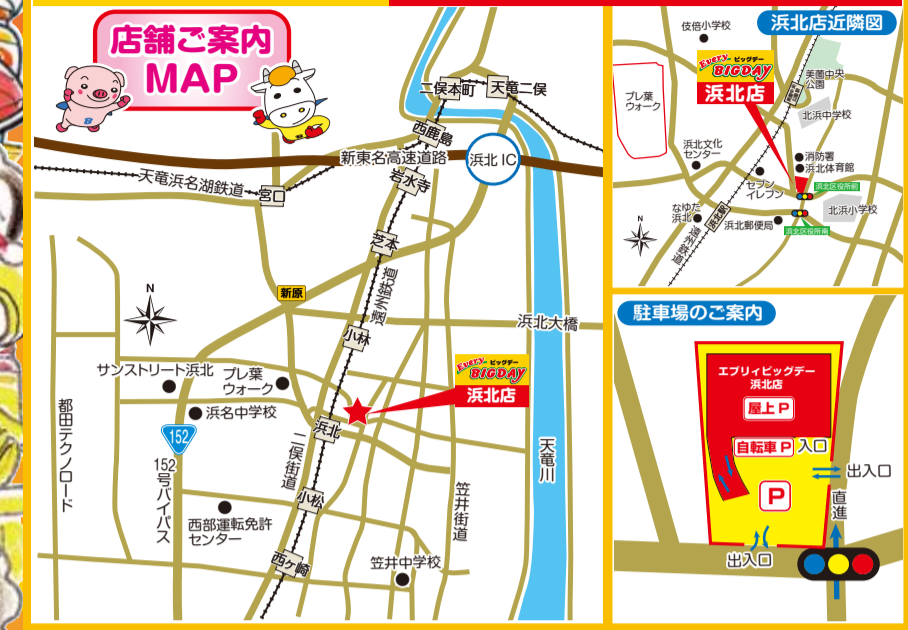 店舗ご案内
MAP
B
二俣本町
天竜二俣
西鹿島
新東名高速道路
浜北 IC
天竜浜名湖鉄道
宮口
岩水寺
芝本
遠州鉄道
新原
N
小林
浜北大橋
サンストリート浜北
プレ葉
ウォーク
Every ビッグデー
BIGDAY
浜北店
浜名中学校
浜北
都田テクノロード
152
152号バイパス
二俣街道
天竜川
小松
笠井街道
西部運転免許
センター
西ヶ崎
笠井中学校
浜北店近隣図
伎倍小学校
Every ビッグデー
BIGDAY
浜北店
美薗中央
公園
プレ葉
ウォーク
北浜中学校
浜北文化
センター
消防署
浜北体育館
セブン
イレブン
浜北区役所前
なゆた
浜北
浜北駅
北浜小学校
浜北郵便局
浜北区役所南
N
遠州鉄道
駐車場のご案内
エブリィビッグデー
浜北店
屋上 P
自転車 P
入口
出入口
P
直進
出入口